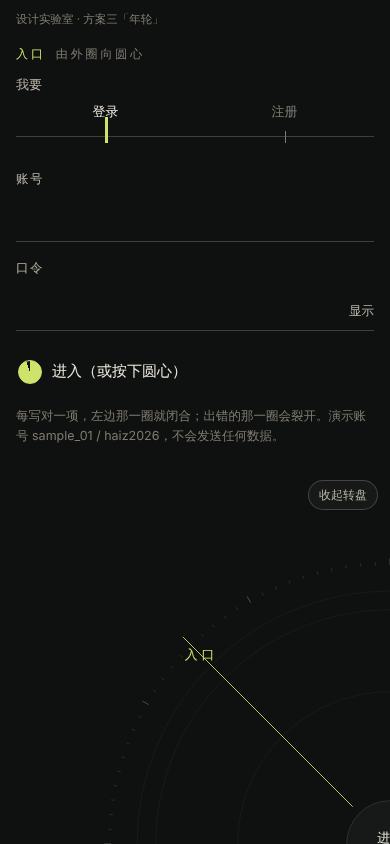 设计实验室 · 方案三「年轮」
入口 由外圈向圆心
我要
登录 注册
账号
口令
显示
进入（或按下圆心）
每写对一项，左边那一圈就闭合；出错的那一圈会裂开。演示账
号 sample_01 / haiz2026，不会发送任何数据。
收起转盘
入口
进